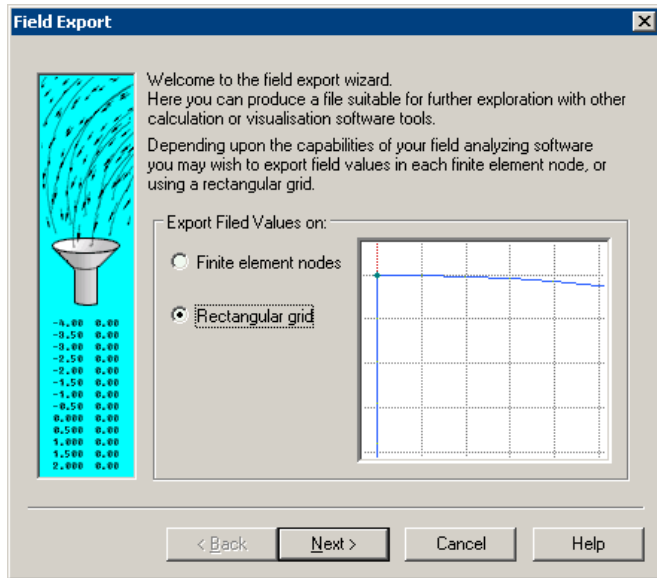 Field Export
Welcome to the field export wizard.
Here you can produce a file suitable for further exploration with other
calculation or visualisation software tools.
Depending upon the capabilities of your field analyzing software
you may wish to export field values in each finite element node, or
using a rectangular grid.
Export Filed Values on:
Finite element nodes
Rectangular grid
-4.00 0.00
-3.50 0.00
-3.00 0.00
-2.50 0.00
-2.00 0.00
-1.50 0.00
-1.00 0.00
-0.50 0.00
0.000 0.00
0.500 0.00
1.000 0.00
1.500 0.00
2.000 0.00
< Back
Next >
Cancel
Help